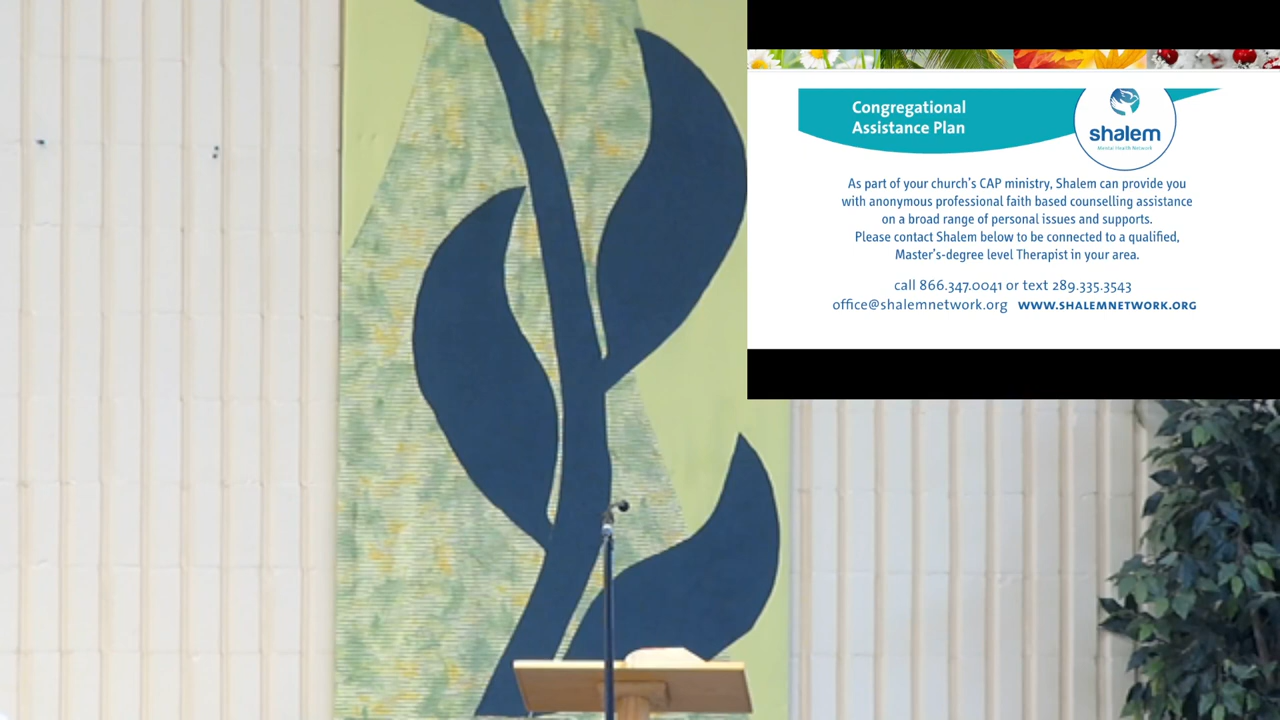 Congregational
Assistance Plan
shalem
Mental Health Network
As part of your church's CAP ministry, Shalem can provide you
with anonymous professional faith based counselling assistance
on a broad range of personal issues and supports.
Please contact Shalem below to be connected to a qualified,
Master's-degree level Therapist in your area.
call 866.347.0041 or text 289.335.3543
office@shalemnetwork.org WWW.SHALEMNETWORK.ORG